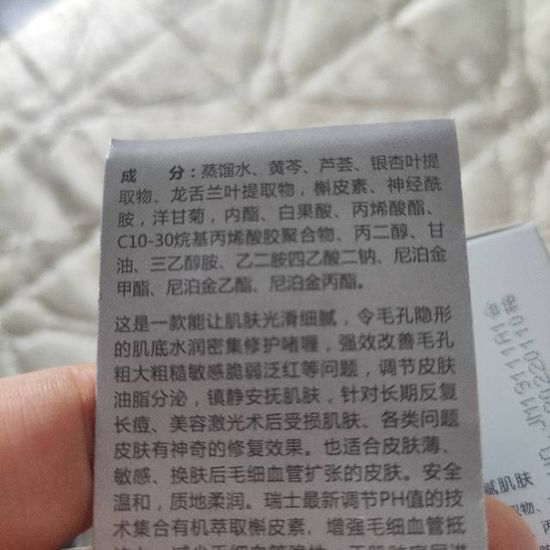 成 分:蒸馏水、黄芩、芦荟、银杏叶提
取物、龙舌兰叶提取物，槲皮素、神经酰
胺，洋甘菊，内酯、白果酸、丙烯酸酯、
C10-30烷基丙烯酸胶聚合物、丙二醇、甘
油、三乙醇胺、乙二胺四乙酸二钠、尼泊金
甲酯、尼泊金乙酯、尼泊金丙酯。
这是一款能让肌肤光滑细腻，令毛孔隐形
的肌底水润密集修护啫喱，强效改善毛孔
粗大粗糙敏感脆弱泛红等问题，调节皮肤
油脂分泌，镇静安抚肌肤，针对长期反复
长痘、美容激光术后受损肌肤、各类问题
皮肤有神奇的修复效果。也适合皮肤薄、
敏感、换肤后毛细血管扩张的皮肤。安全
温和，质地柔润。瑞士最新调节PH值的技
术集合有机萃取槲皮素，增强毛细血管抵
腻肌肤
取物、